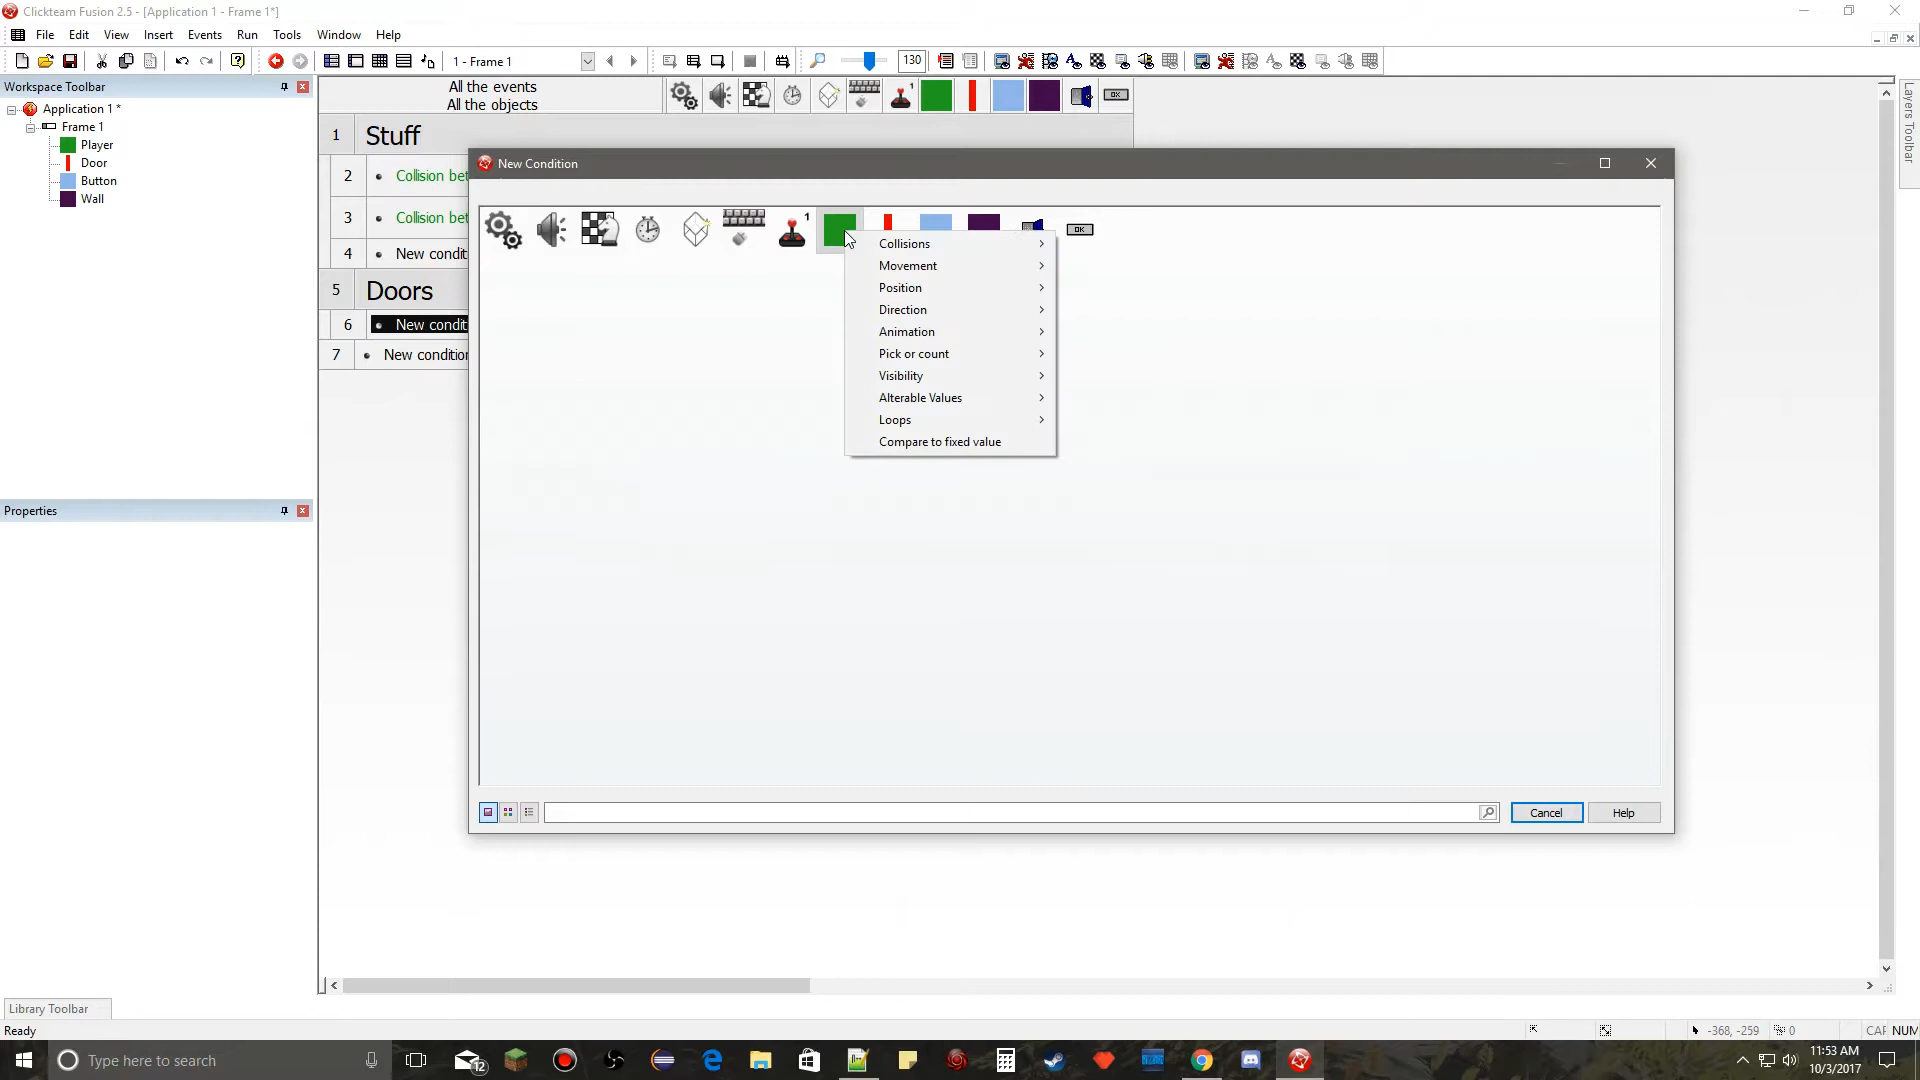 Clickteam Fusion 2.5 - [Application 1 - Frame 1*]
File Edit View Insert Events Run Tools Window Help
1 - Frame 1
130
Workspace Toolbar
Application 1 *
Frame 1
Player
Door
Button
Wall
All the events
All the objects
1
OK
Layers Toolbar
1 Stuff
2 Collision bet
3 Collision bet
4 New condit
5 Doors
6 New condit
7 New condition
New Condition
1
OK
Collisions
Movement
Position
Direction
Animation
Pick or count
Visibility
Alterable Values
Loops
Compare to fixed value
Cancel
Help
Properties
Library Toolbar
Ready
-368, -259
0
CAP NUM
Type here to search
12
11:53 AM
10/3/2017